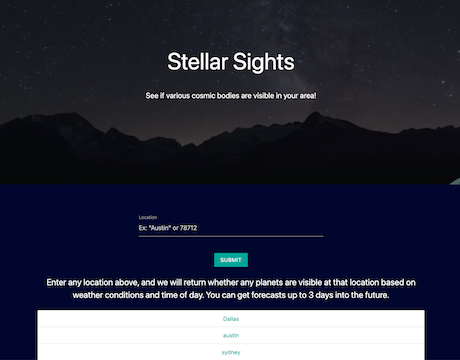 Stellar Sights
See if various cosmic bodies are visible in your area!
Location
Ex: "Austin" or 78712
SUBMIT
Enter any location above, and we will return whether any planets are visible at that location based on
weather conditions and time of day. You can get forecasts up to 3 days into the future.
Dallas
austin
sydney